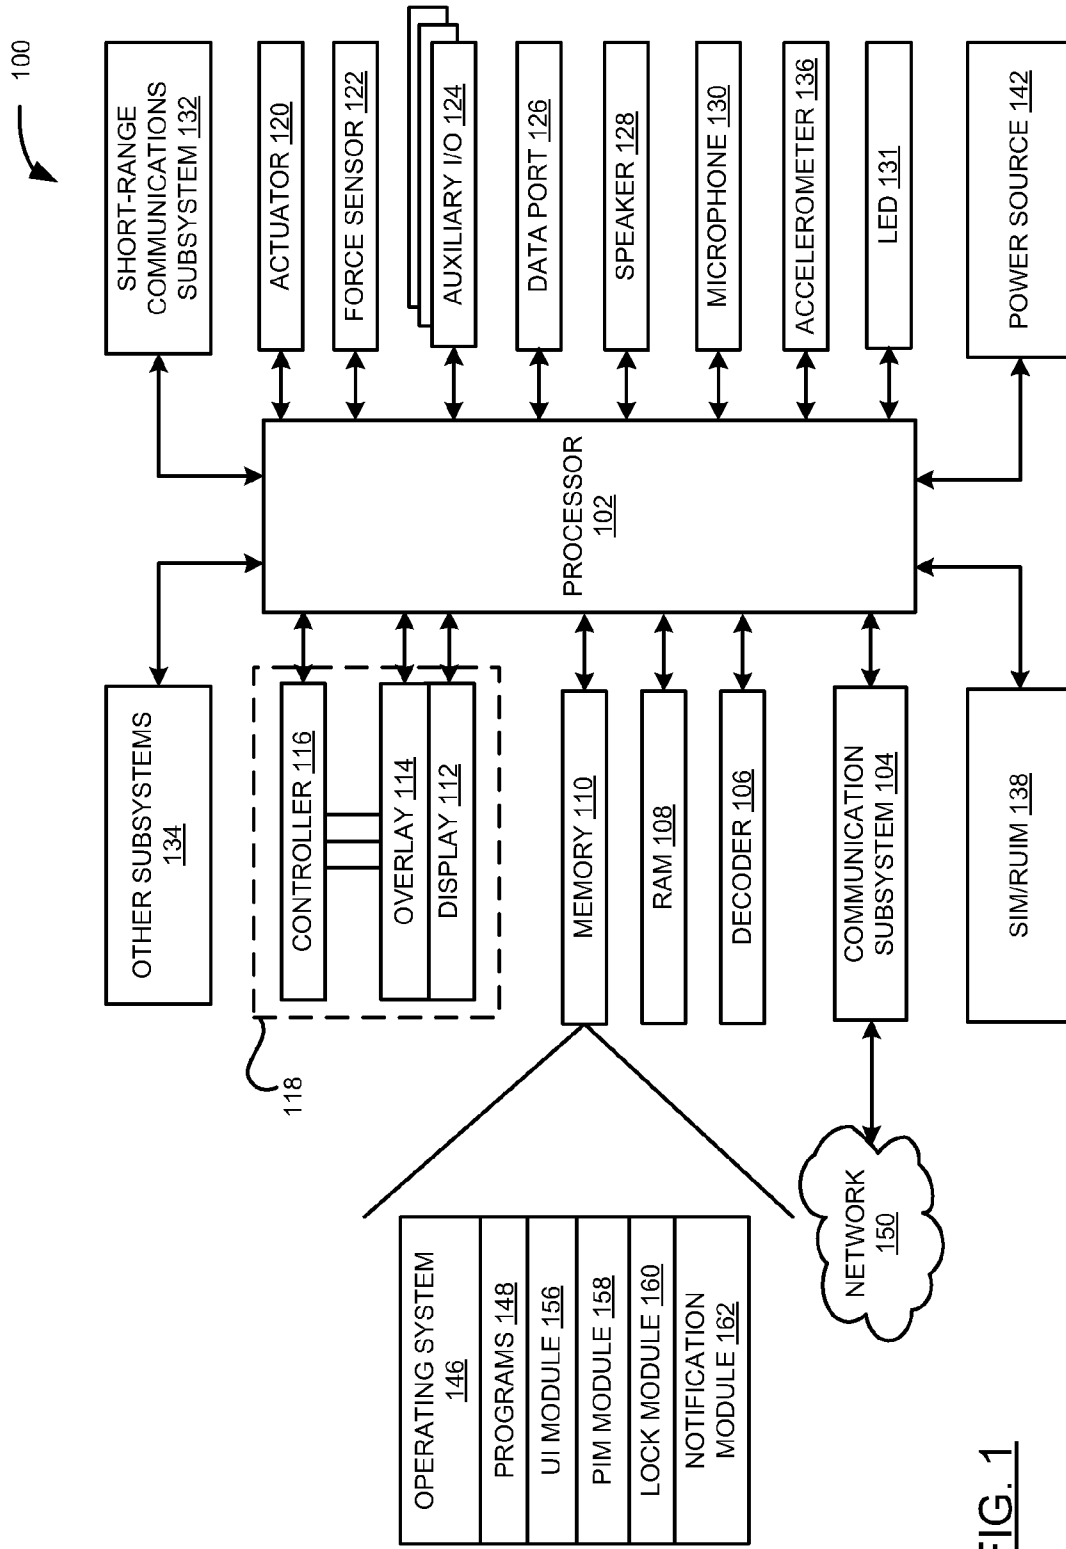 100
SHORT-RANGE
COMMUNICATIONS
SUBSYSTEM 132
OTHER SUBSYSTEMS
134
ACTUATOR 120
FORCE SENSOR 122
AUXILIARY I/O 124
DATA PORT 126
SPEAKER 128
MICROPHONE 130
ACCELEROMETER 136
LED 131
POWER SOURCE 142
PROCESSOR
102
CONTROLLER 116
OVERLAY 114
DISPLAY 112
118
MEMORY 110
RAM 108
DECODER 106
COMMUNICATION
SUBSYSTEM 104
SIM/RUIM 138
OPERATING SYSTEM
146
PROGRAMS 148
UI MODULE 156
PIM MODULE 158
LOCK MODULE 160
NOTIFICATION
MODULE 162
NETWORK
150
FIG. 1